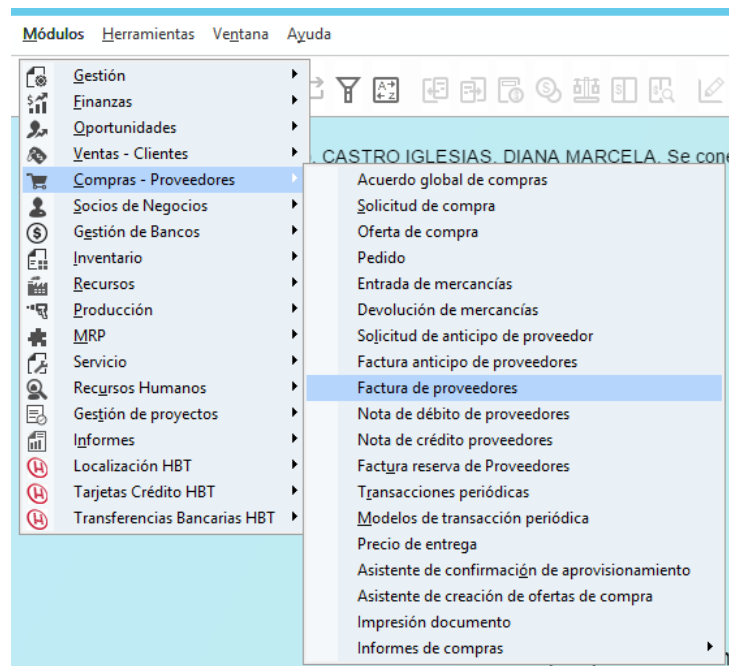 Módulos Herramientas Ventana Ayuda
Gestión
Finanzas
Oportunidades
Ventas - Clientes
CASTRO IGLESIAS, DIANA MARCELA. Se cone
Compras - Proveedores
Socios de Negocios
Gestión de Bancos
Inventario
Recursos
Producción
MRP
Servicio
Recursos Humanos
Gestión de proyectos
Informes
Localización HBT
Tarjetas Crédito HBT
Transferencias Bancarias HBT
Acuerdo global de compras
Solicitud de compra
Oferta de compra
Pedido
Entrada de mercancías
Devolución de mercancías
Solicitud de anticipo de proveedor
Factura anticipo de proveedores
Factura de proveedores
Nota de débito de proveedores
Nota de crédito proveedores
Factura reserva de Proveedores
Transacciones periódicas
Modelos de transacción periódica
Precio de entrega
Asistente de confirmación de aprovisionamiento
Asistente de creación de ofertas de compra
Impresión documento
Informes de compras